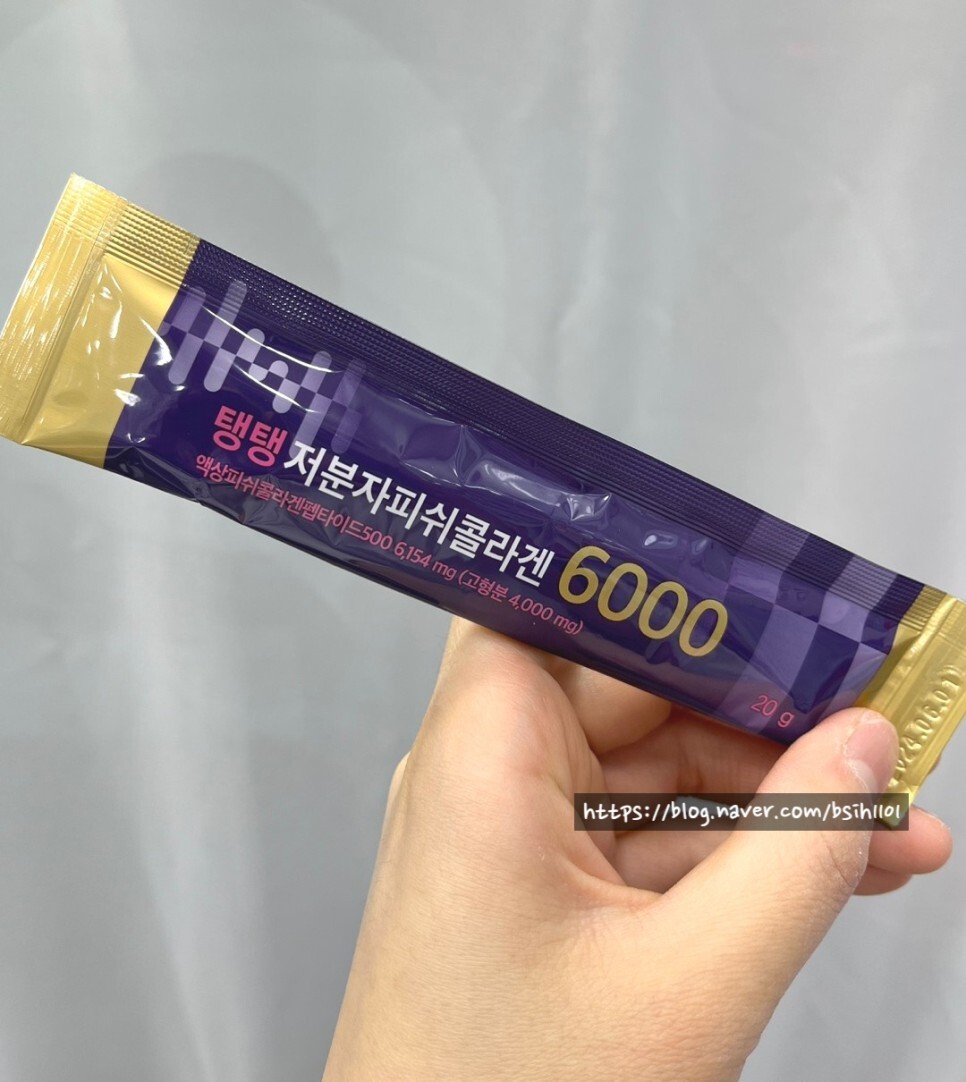 탱탱 저분자피쉬콜라겐 6000
액상피쉬콜라겐펩타이드500 6,154 mg (고형분 4,000 mg)
20 g
https://blog.naver.com/bsihl101